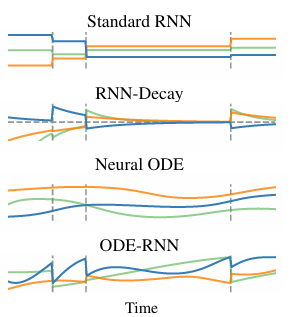 Standard RNN
RNN-Decay
Neural ODE
ODE-RNN
Time